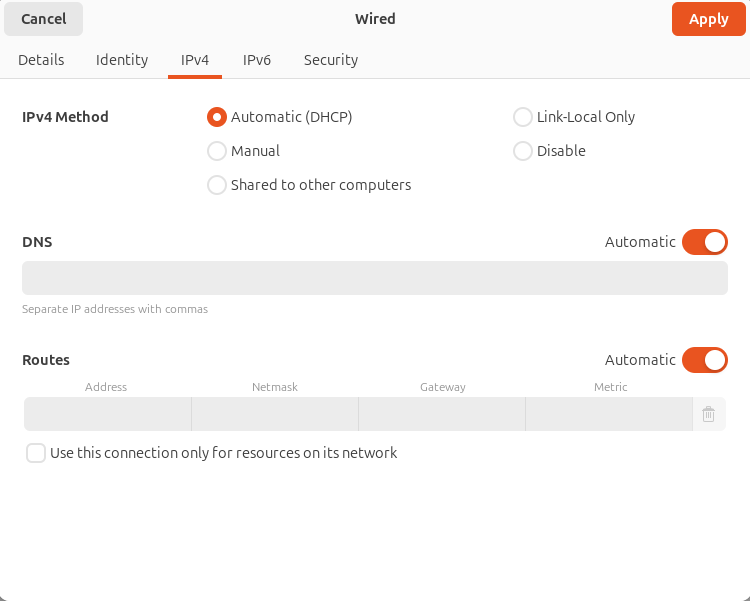 Cancel Wired Apply
Details Identity IPv4 IPv6 Security
IPv4 Method Automatic (DHCP) Link-Local Only
Manual Disable
Shared to other computers
DNS Automatic
Separate IP addresses with commas
Routes Automatic
Address Netmask Gateway Metric
Use this connection only for resources on its network